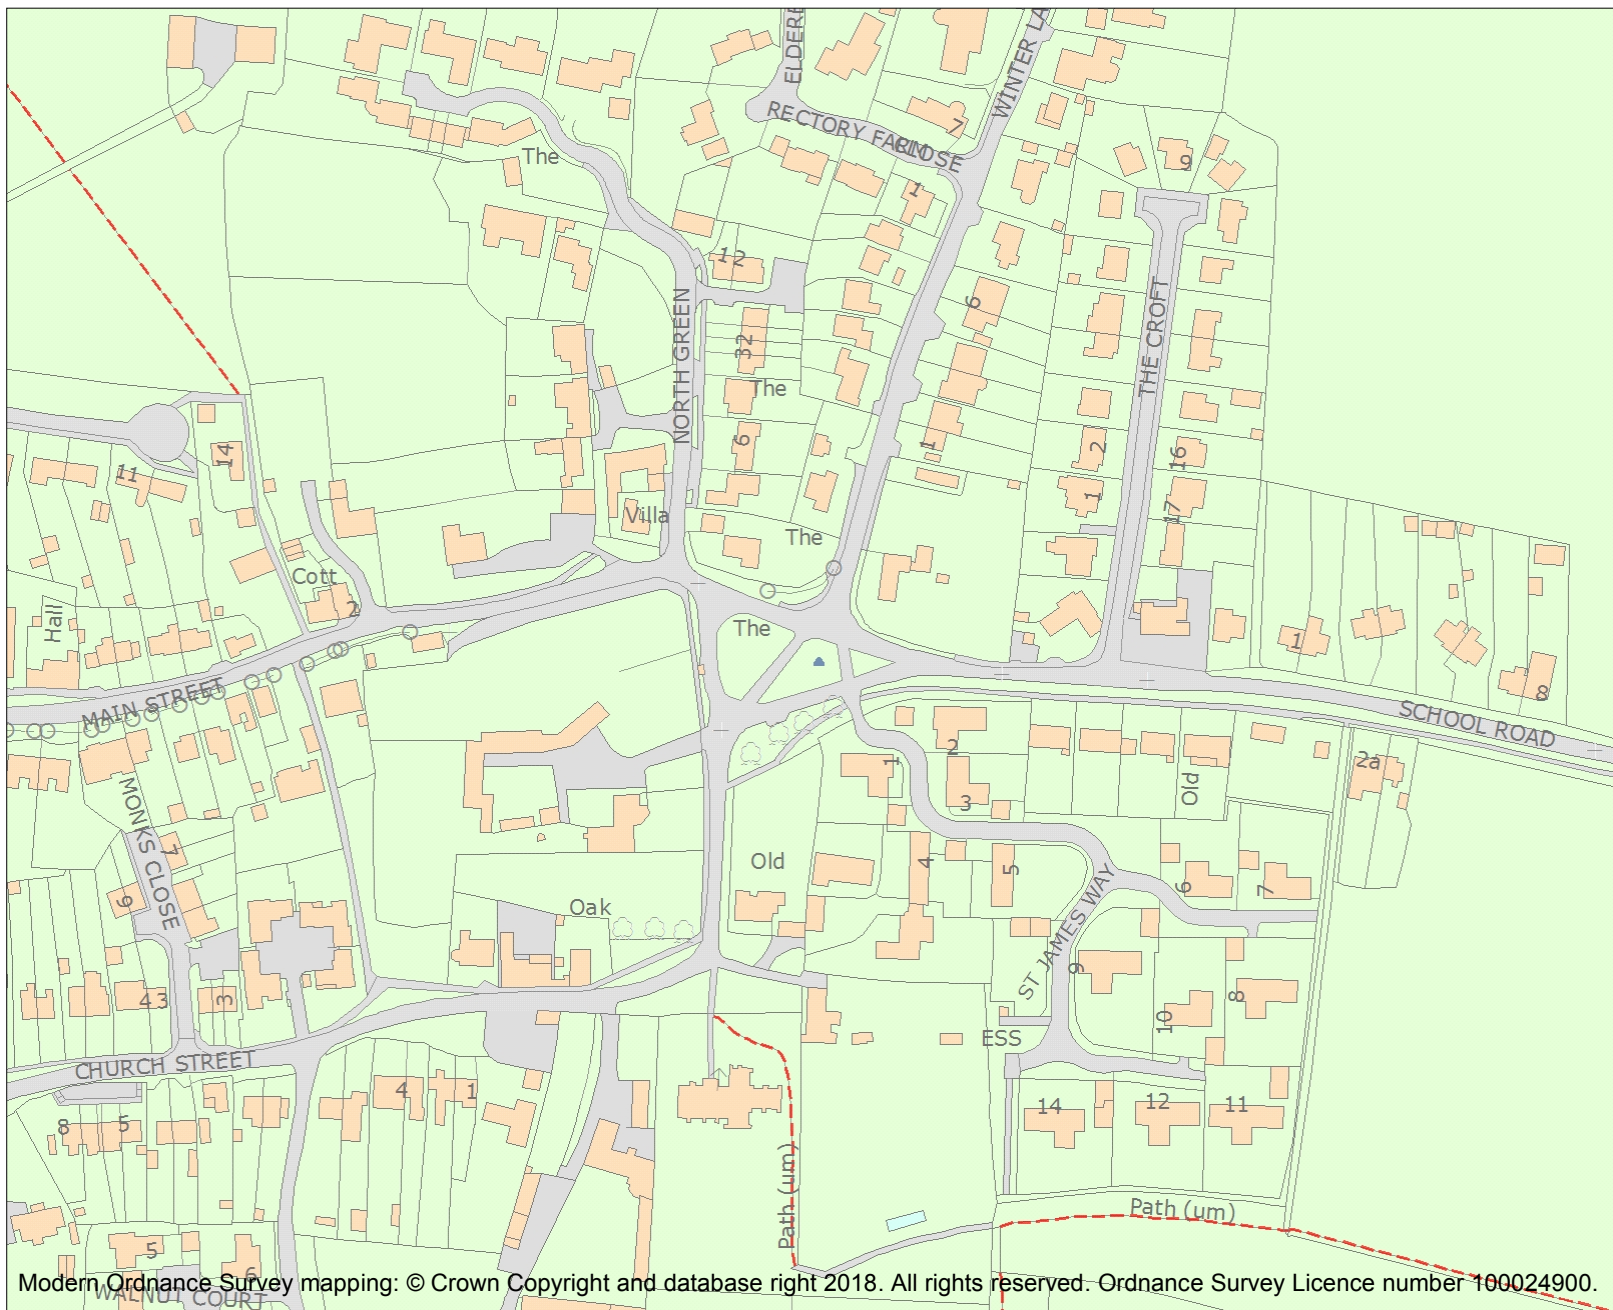 ELDERB
WINTER LA
RECTORY FARM
CLOSE
7
The
9
1
12
6
NORTH GREEN
THE CROFT
32
The
6
1
2
14
11
16
1
17
Villa
The
Cott
2
Hall
The
1
8
MAIN STREET
SCHOOL ROAD
2
1
2a
Old
3
MONKS CLOSE
7
Old
4
5
6
7
9
Oak
ST JAMES WAY
9
43
3
8
10
ESS
CHURCH STREET
4
1
14
12
11
8
5
Path (um)
Path (um)
5
6
WALNUT COURT
Modern Ordnance Survey mapping: © Crown Copyright and database right 2018. All rights reserved. Ordnance Survey Licence number 100024900.